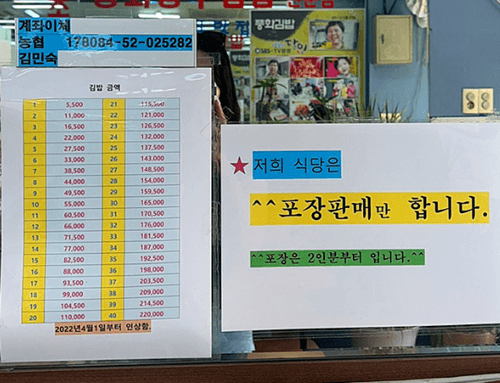 계좌이체
농협 178084-52-025282
김민숙
김밥 금액
1 5,500 21 115,500
2 11,000 22 121,000
3 16,500 23 126,500
4 22,000 24 132,000
5 27,500 25 137,500
6 33,000 26 143,000
7 38,500 27 148,500
8 44,000 28 154,000
9 49,500 29 159,500
10 55,000 30 165,000
11 60,500 31 170,500
12 66,000 32 176,000
13 71,500 33 181,500
14 77,000 34 187,000
15 82,500 35 192,500
16 88,000 36 198,000
17 93,500 37 203,500
18 99,000 38 209,000
19 104,500 39 214,500
20 110,000 40 220,000
2022년4월1일부터 인상함.
통화김밥
SBS-TV
달인
★저희 식당은
^^포장판매만 합니다.
^^포장은 2인분부터 입니다.^^